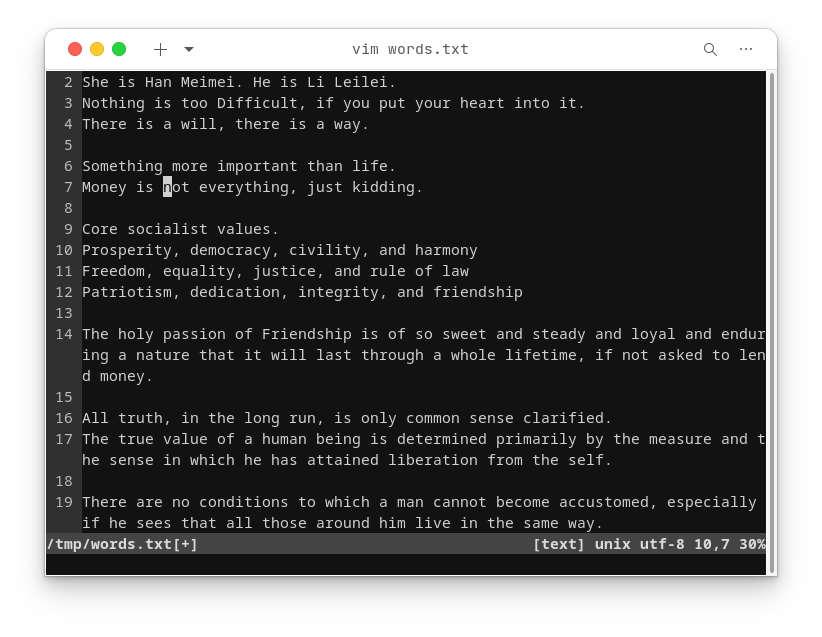 vim words.txt
2 She is Han Meimei. He is Li Leilei.
3 Nothing is too Difficult, if you put your heart into it.
4 There is a will, there is a way.
5
6 Something more important than life.
7 Money is not everything, just kidding.
8
9 Core socialist values.
10 Prosperity, democracy, civility, and harmony
11 Freedom, equality, justice, and rule of law
12 Patriotism, dedication, integrity, and friendship
13
14 The holy passion of Friendship is of so sweet and steady and loyal and endur
ing a nature that it will last through a whole lifetime, if not asked to len
d money.
15
16 All truth, in the long run, is only common sense clarified.
17 The true value of a human being is determined primarily by the measure and t
he sense in which he has attained liberation from the self.
18
19 There are no conditions to which a man cannot become accustomed, especially
if he sees that all those around him live in the same way.
/tmp/words.txt[+] [text] unix utf-8 10,7 30%